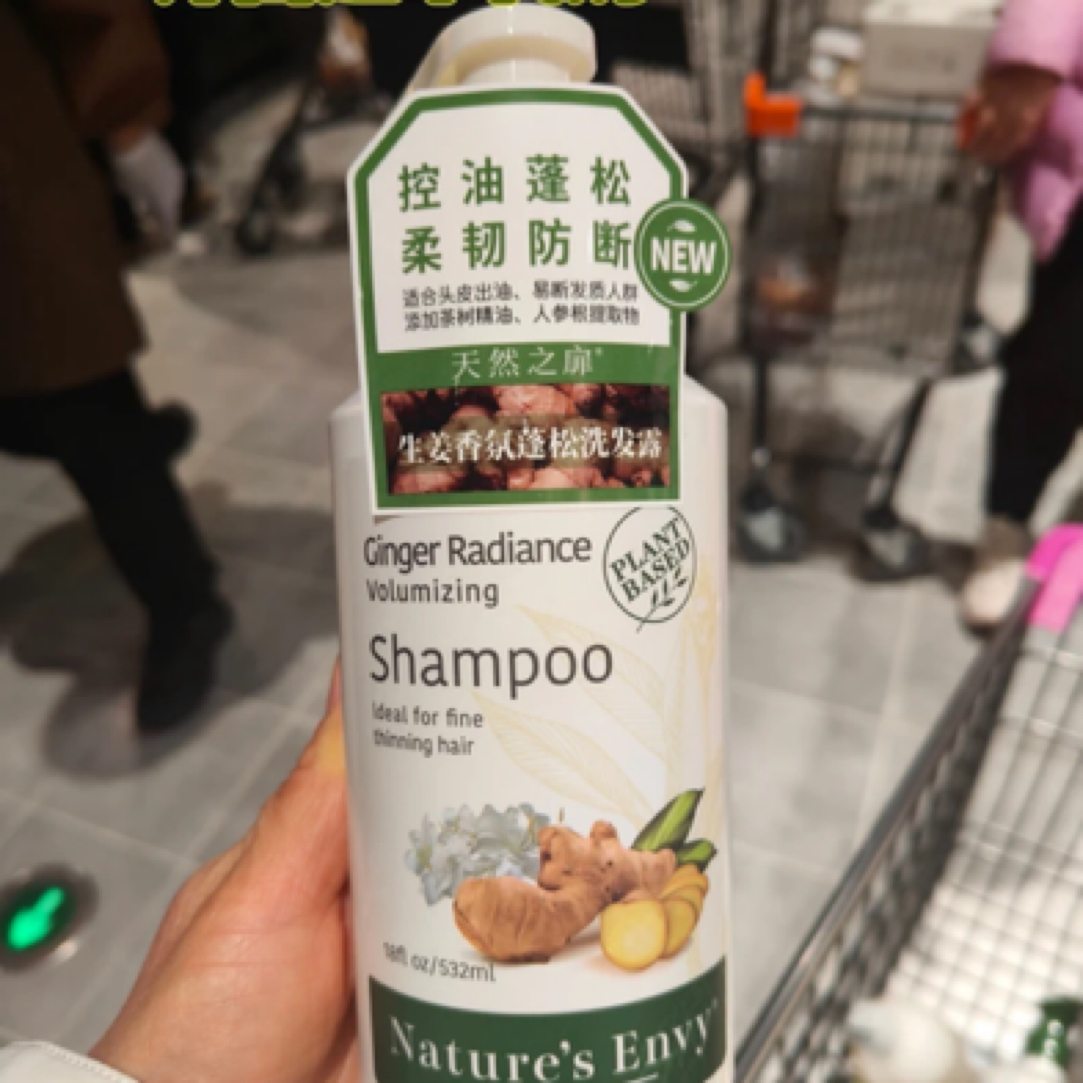 控油蓬松
柔韧防断
NEW
适合头皮出油、易断发质人群
添加茶树精油、人参根提取物
天然之扉®
生姜香氛蓬松洗发露
Ginger Radiance
Volumizing
PLANT
BASED
Shampoo
Ideal for fine
thinning hair
18fl oz/532ml
Nature's Envy